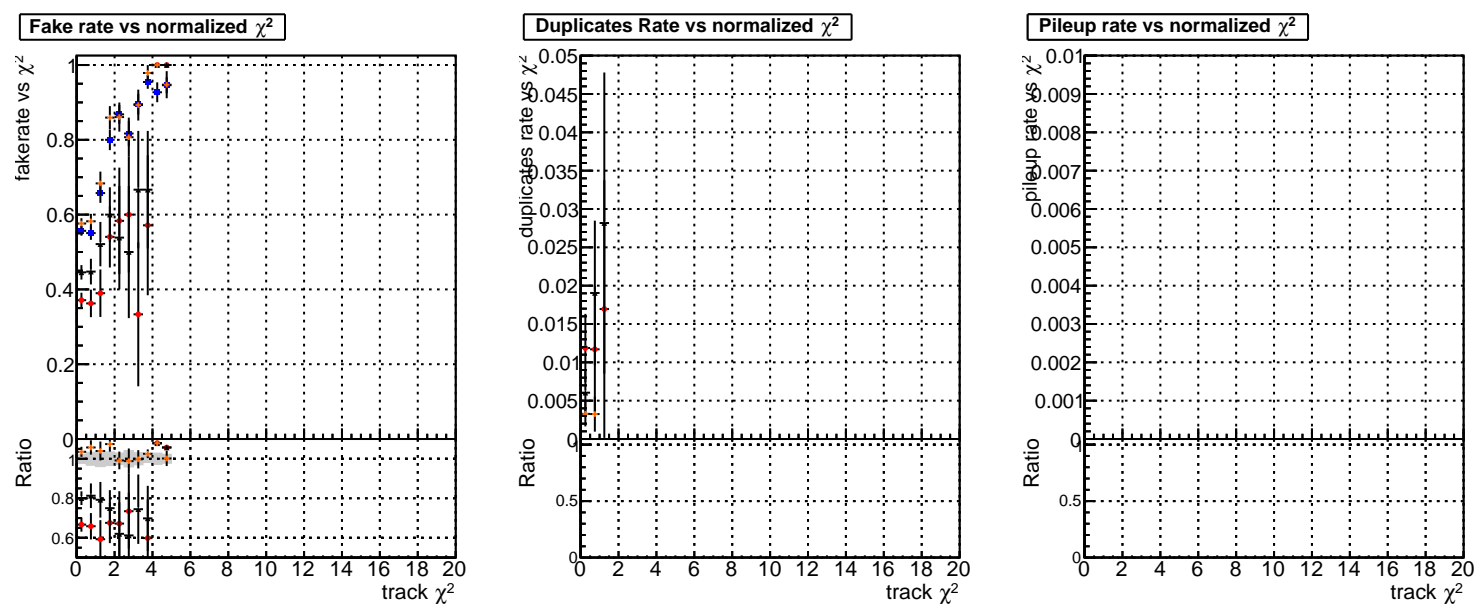 Fake rate vs normalized χ²
fakerate vs χ²
1
0.8
0.6
0.4
0.2
0
Ratio
1
0.8
0.6
0 2 4 6 8 10 12 14 16 18 20
track χ²
Duplicates Rate vs normalized χ²
duplicates rate vs χ²
0.05
0.045
0.04
0.035
0.03
0.025
0.02
0.015
0.01
0.005
0
Ratio
1
0.5
0
0 2 4 6 8 10 12 14 16 18 20
track χ²
Pileup rate vs normalized χ²
pileup rate vs χ²
0.01
0.009
0.008
0.007
0.006
0.005
0.004
0.003
0.002
0.001
0
Ratio
1
0.5
0
0 2 4 6 8 10 12 14 16 18 20
track χ²